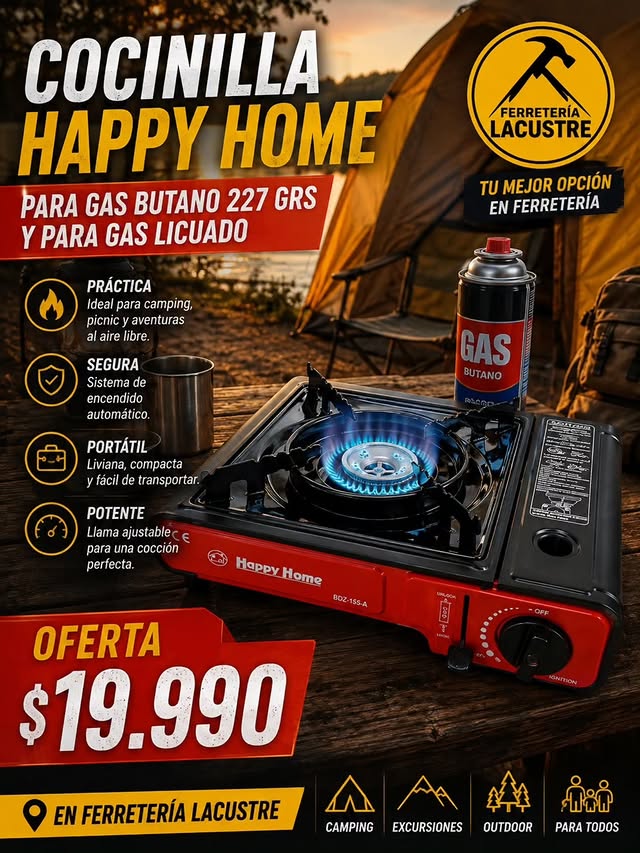 COCINILLA
HAPPY HOME
PARA GAS BUTANO 227 GRS
Y PARA GAS LICUADO
FERRETERÍA
LACUSTRE
TU MEJOR OPCIÓN
EN FERRETERÍA
PRÁCTICA
Ideal para camping,
picnic y aventuras
al aire libre.
SEGURA
Sistema de
encendido
automático.
PORTÁTIL
Liviana, compacta
y fácil de transportar.
POTENTE
Llama ajustable
para una cocción
perfecta.
GAS
BUTANO
CE
Happy Home
BDZ-155-A
OFF
IGNITION
OFERTA
$19.990
EN FERRETERÍA LACUSTRE
CAMPING
EXCURSIONES
OUTDOOR
PARA TODOS